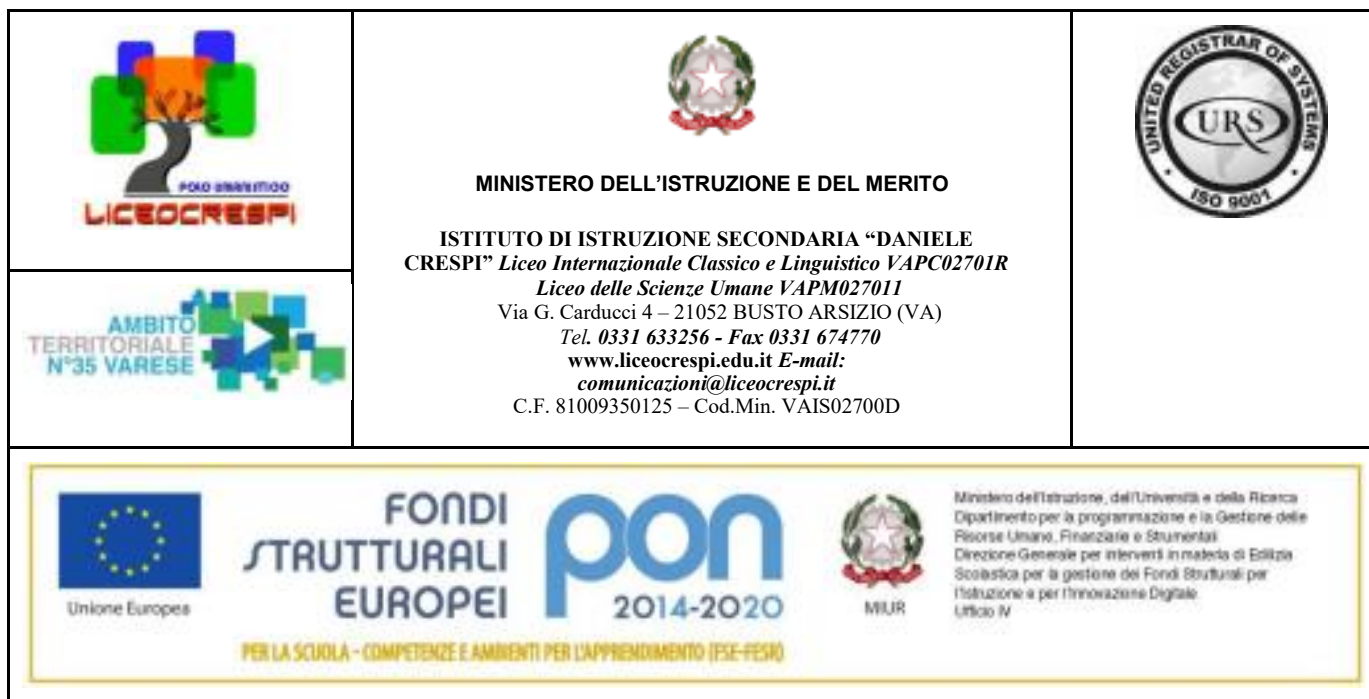 POLO UMANISTICO
LICEOCRESPI
AMBITO
TERRITORIALE
N°35 VARESE
MINISTERO DELL’ISTRUZIONE E DEL MERITO
ISTITUTO DI ISTRUZIONE SECONDARIA “DANIELE
CRESPI” Liceo Internazionale Classico e Linguistico VAPC02701R
Liceo delle Scienze Umane VAPM027011
Via G. Carducci 4 – 21052 BUSTO ARSIZIO (VA)
Tel. 0331 633256 - Fax 0331 674770
www.liceocrespi.edu.it E-mail:
comunicazioni@liceocrespi.it
C.F. 81009350125 – Cod.Min. VAIS02700D
UNITED REGISTRAR OF SYSTEMS
URS
ISO 9001
Unione Europea
FONDI
STRUTTURALI
EUROPEI
pon
2014-2020
PER LA SCUOLA - COMPETENZE E AMBIENTI PER L'APPRENDIMENTO (FSE-FESR)
MIUR
Ministero dell'Istruzione, dell'Università e della Ricerca
Dipartimento per la programmazione e la Gestione delle
Risorse Umane, Finanziarie e Strumentali
Direzione Generale per interventi in materia di Edilizia
Scolastica per la gestione dei Fondi Strutturali per
l'Istruzione e per l'Innovazione Digitale
Ufficio IV